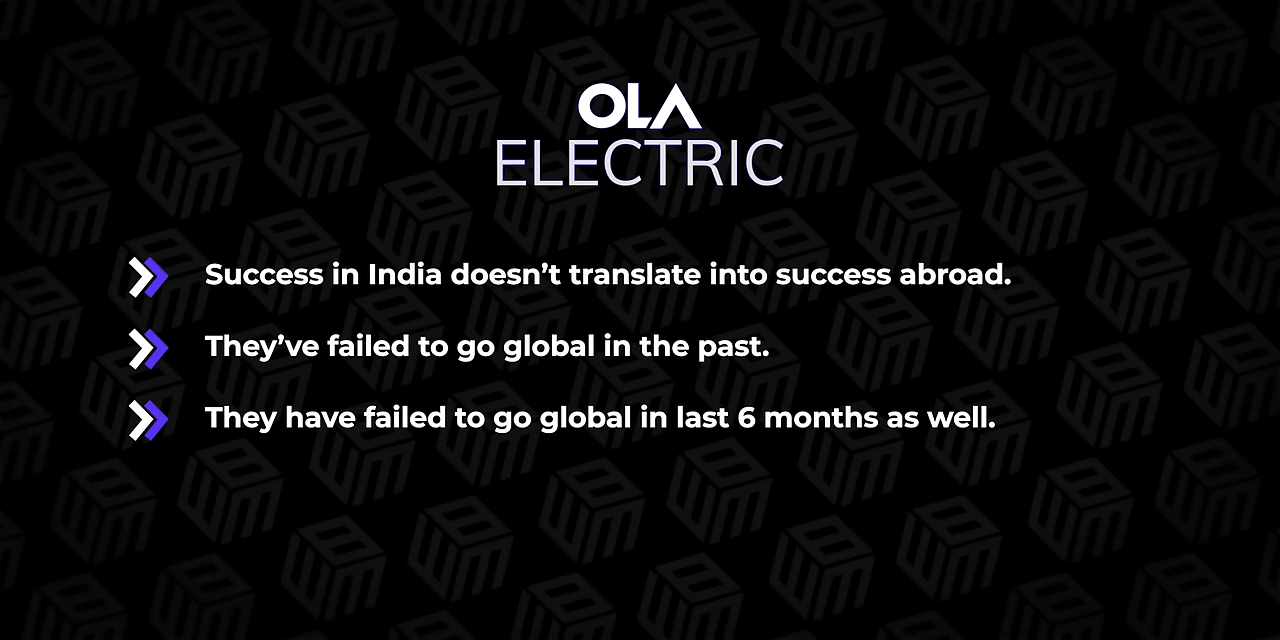 OLA
ELECTRIC
Success in India doesn’t translate into success abroad.
They’ve failed to go global in the past.
They have failed to go global in last 6 months as well.